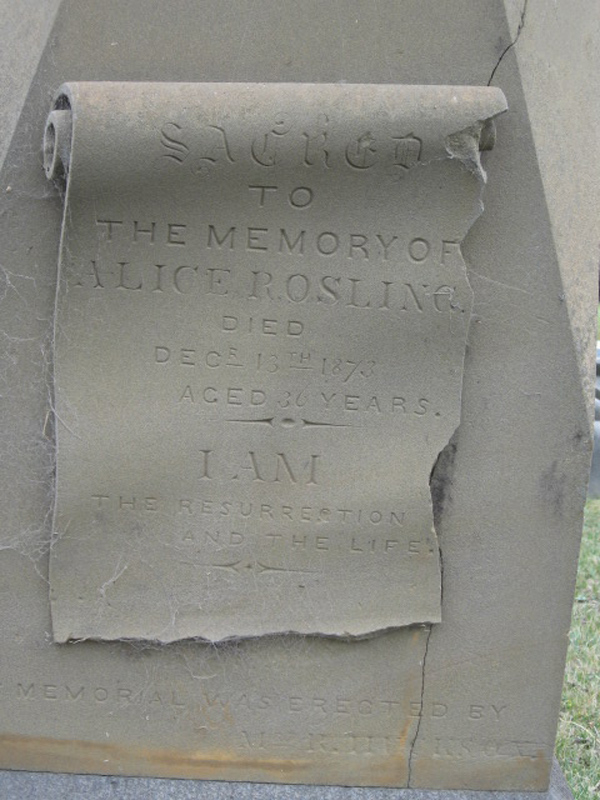 SACRED
TO
THE MEMORY OF
ALICE ROSLING.
DIED
DECR. 13TH 1873
AGED 36 YEARS.
I AM
THE RESURRECTION
AND THE LIFE.
MEMORIAL WAS ERECTED BY